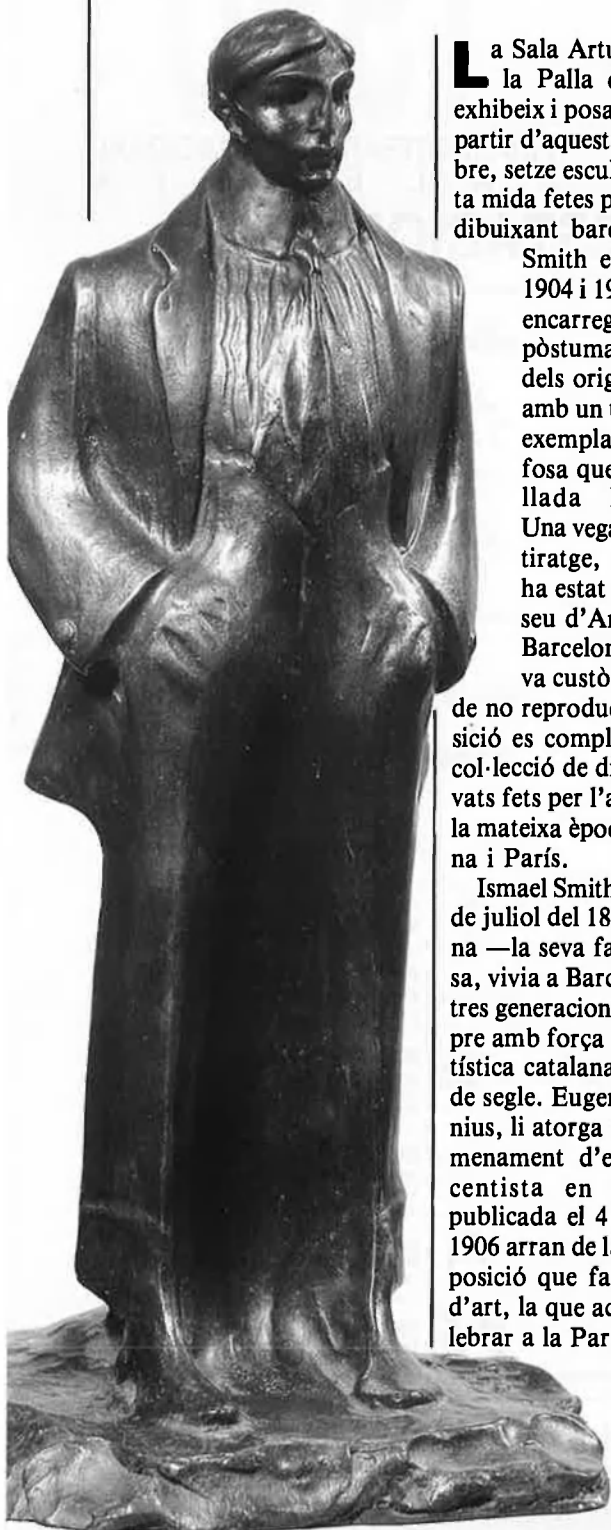 La Sala Artu
la Palla
exhibeix i posa
partir d'aquest
bre, setze escul
ta mida fetes p
dibuixant barc
Smith e
1904 i 19
encarreg
pòstuma
dels orig
amb un t
exempla
fosa que
llada
Una vega
tiratge,
ha estat
seu d'Ar
Barcelon
va custò
de no reproduc
sició es compl
col·lecció de di
vats fets per l'a
la mateixa èpoc
na i París.
Ismael Smith
de juliol del 18
na —la seva fa
sa, vivia a Barc
tres generacion
pre amb força
tística catalana
de segle. Eugen
nius, li atorga
menament d'e
centista en
publicada el 4
1906 arran de l
posició que fa
d'art, la que ac
lebrar a la Par